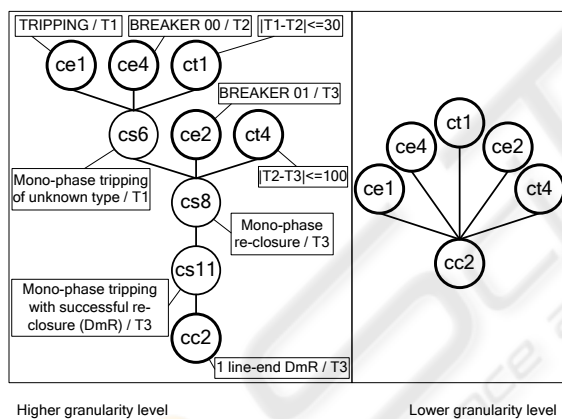 TRIPPING / T1
BREAKER 00 / T2
|T1-T2|<=30
ce1
ce4
ct1
BREAKER 01 / T3
cs6
ce2
ct4
Mono-phase tripping
of unknown type / T1
|T2-T3|<=100
cs8
Mono-phase
re-closure / T3
cs11
Mono-phase tripping
with successful re-
closure (DmR) / T3
cc2
1 line-end DmR / T3
ct1
ce4
ce2
ce1
ct4
cc2
Higher granularity level
Lower granularity level